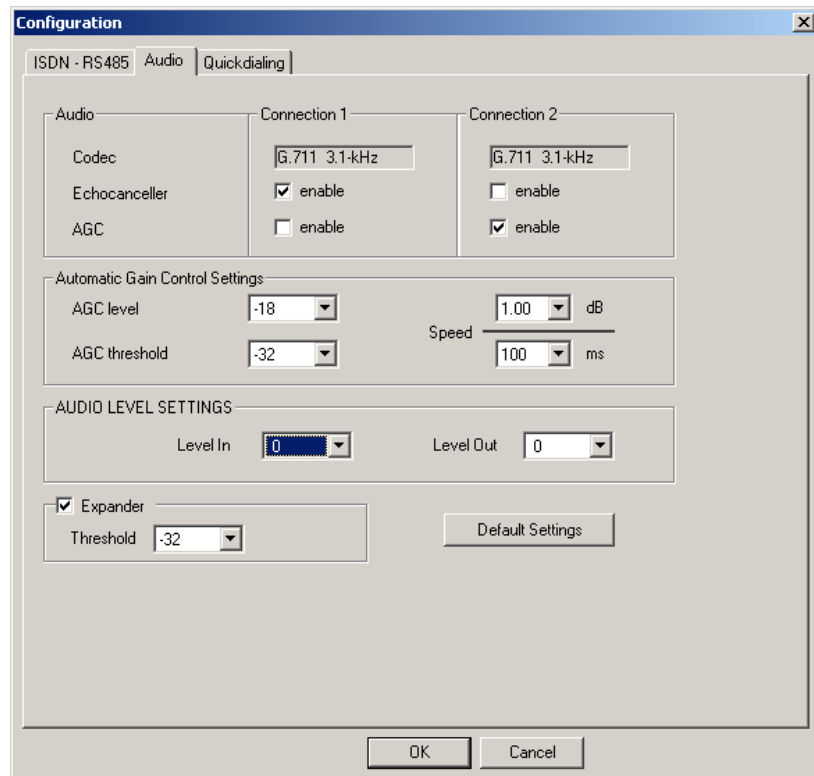 Configuration
ISDN - RS485 Audio Quickdialing
Audio Connection 1 Connection 2
Codec G.711 3.1-kHz G.711 3.1-kHz
Echocanceller enable enable
AGC enable enable
Automatic Gain Control Settings
AGC level -18 1.00 dB
Speed
AGC threshold -32 100 ms
AUDIO LEVEL SETTINGS
Level In 0 Level Out 0
Expander
Threshold -32 Default Settings
OK Cancel